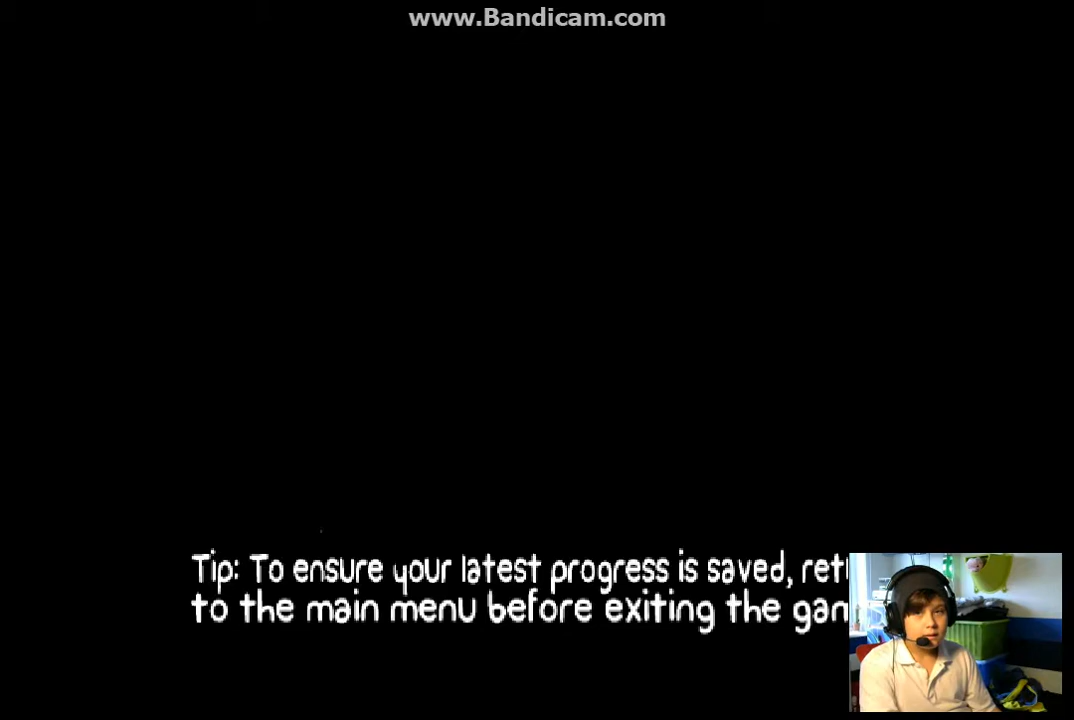 www.Bandicam.com
Tip: To ensure your latest progress is saved,
to the main menu before exiting the